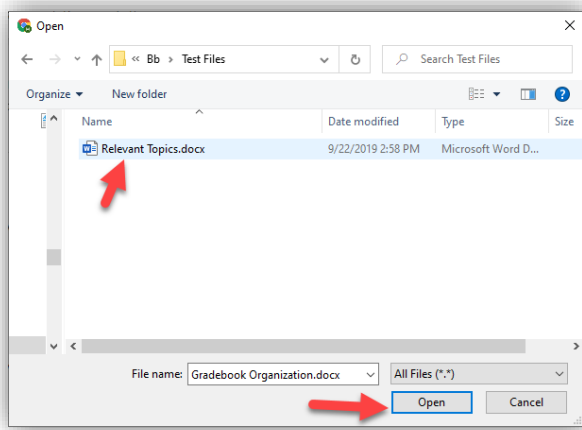 Open
« Bb › Test Files
Search Test Files
Organize
New folder
Name
Date modified
Type
Size
Relevant Topics.docx
9/22/2019 2:58 PM
Microsoft Word D...
File name:
Gradebook Organization.docx
All Files (*.*)
Open
Cancel